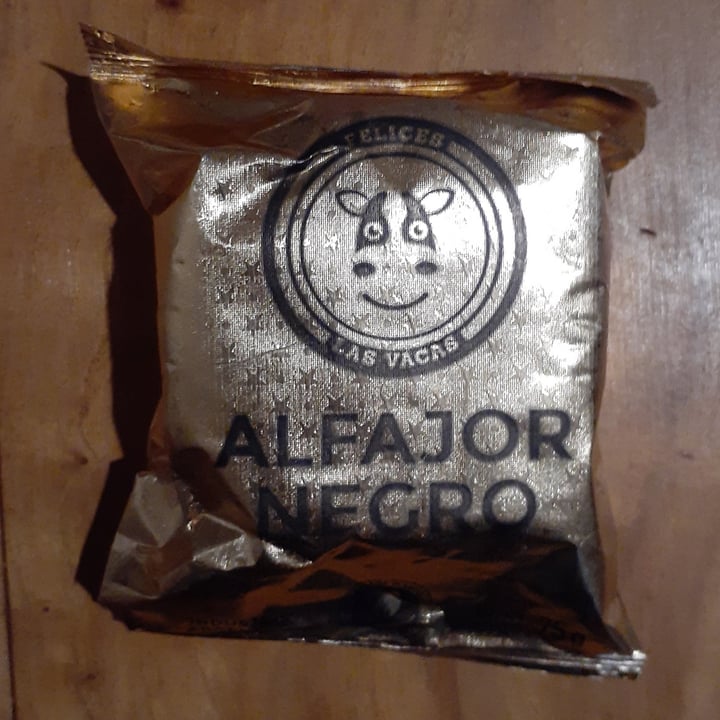 FELICES
LAS VACAS
ALFAJOR
NEGRO